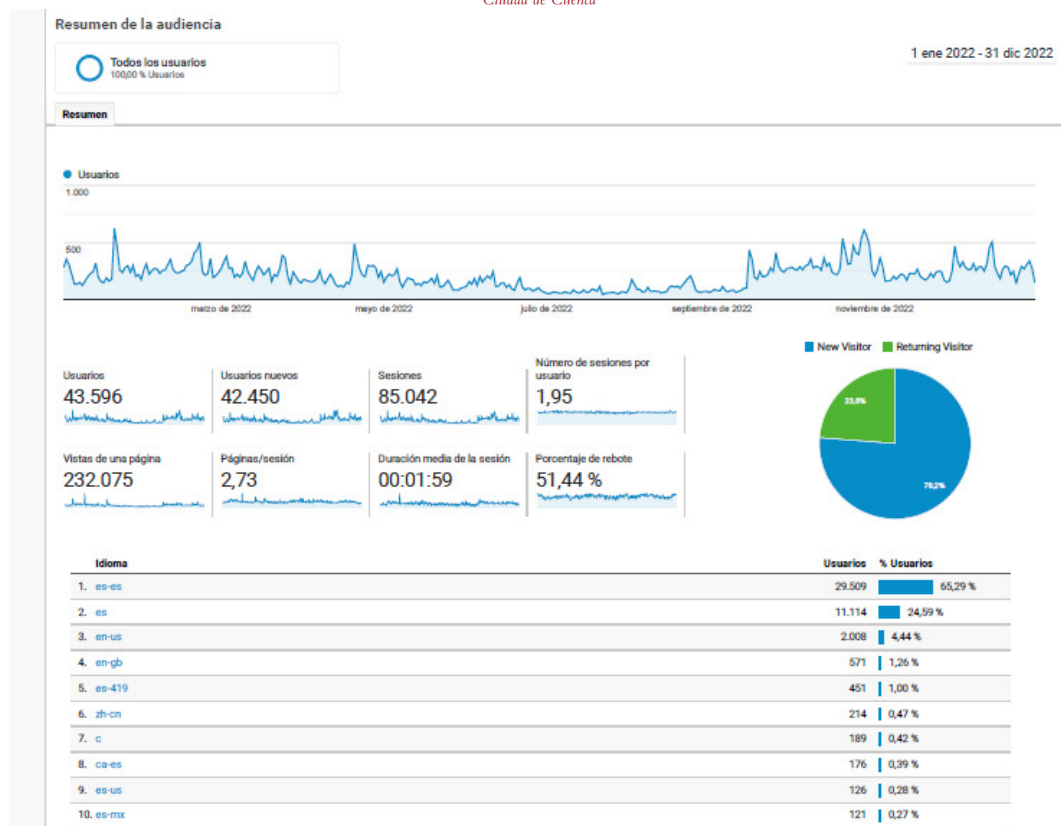 Ciudad de Cuenca
Resumen de la audiencia
Todos los usuarios
100,00 % Usuarios
1 ene 2022 - 31 dic 2022
Resumen
Usuarios
1.000
500
marzo de 2022
mayo de 2022
julio de 2022
septiembre de 2022
noviembre de 2022
New Visitor
Returning Visitor
Usuarios
43.596
Usuarios nuevos
42.450
Sesiones
85.042
Número de sesiones por
usuario
1,95
Vistas de una página
232.075
Páginas/sesión
2,73
Duración media de la sesión
00:01:59
Porcentaje de rebote
51,44 %
Idioma Usuarios % Usuarios
1. es-es 29.509 65,29 %
2. es 11.114 24,59 %
3. en-us 2.008 4,44 %
4. en-gb 571 1,26 %
5. es-419 451 1,00 %
6. zh-cn 214 0,47 %
7. c 189 0,42 %
8. ca-es 176 0,39 %
9. es-us 126 0,28 %
10. es-mx 121 0,27 %